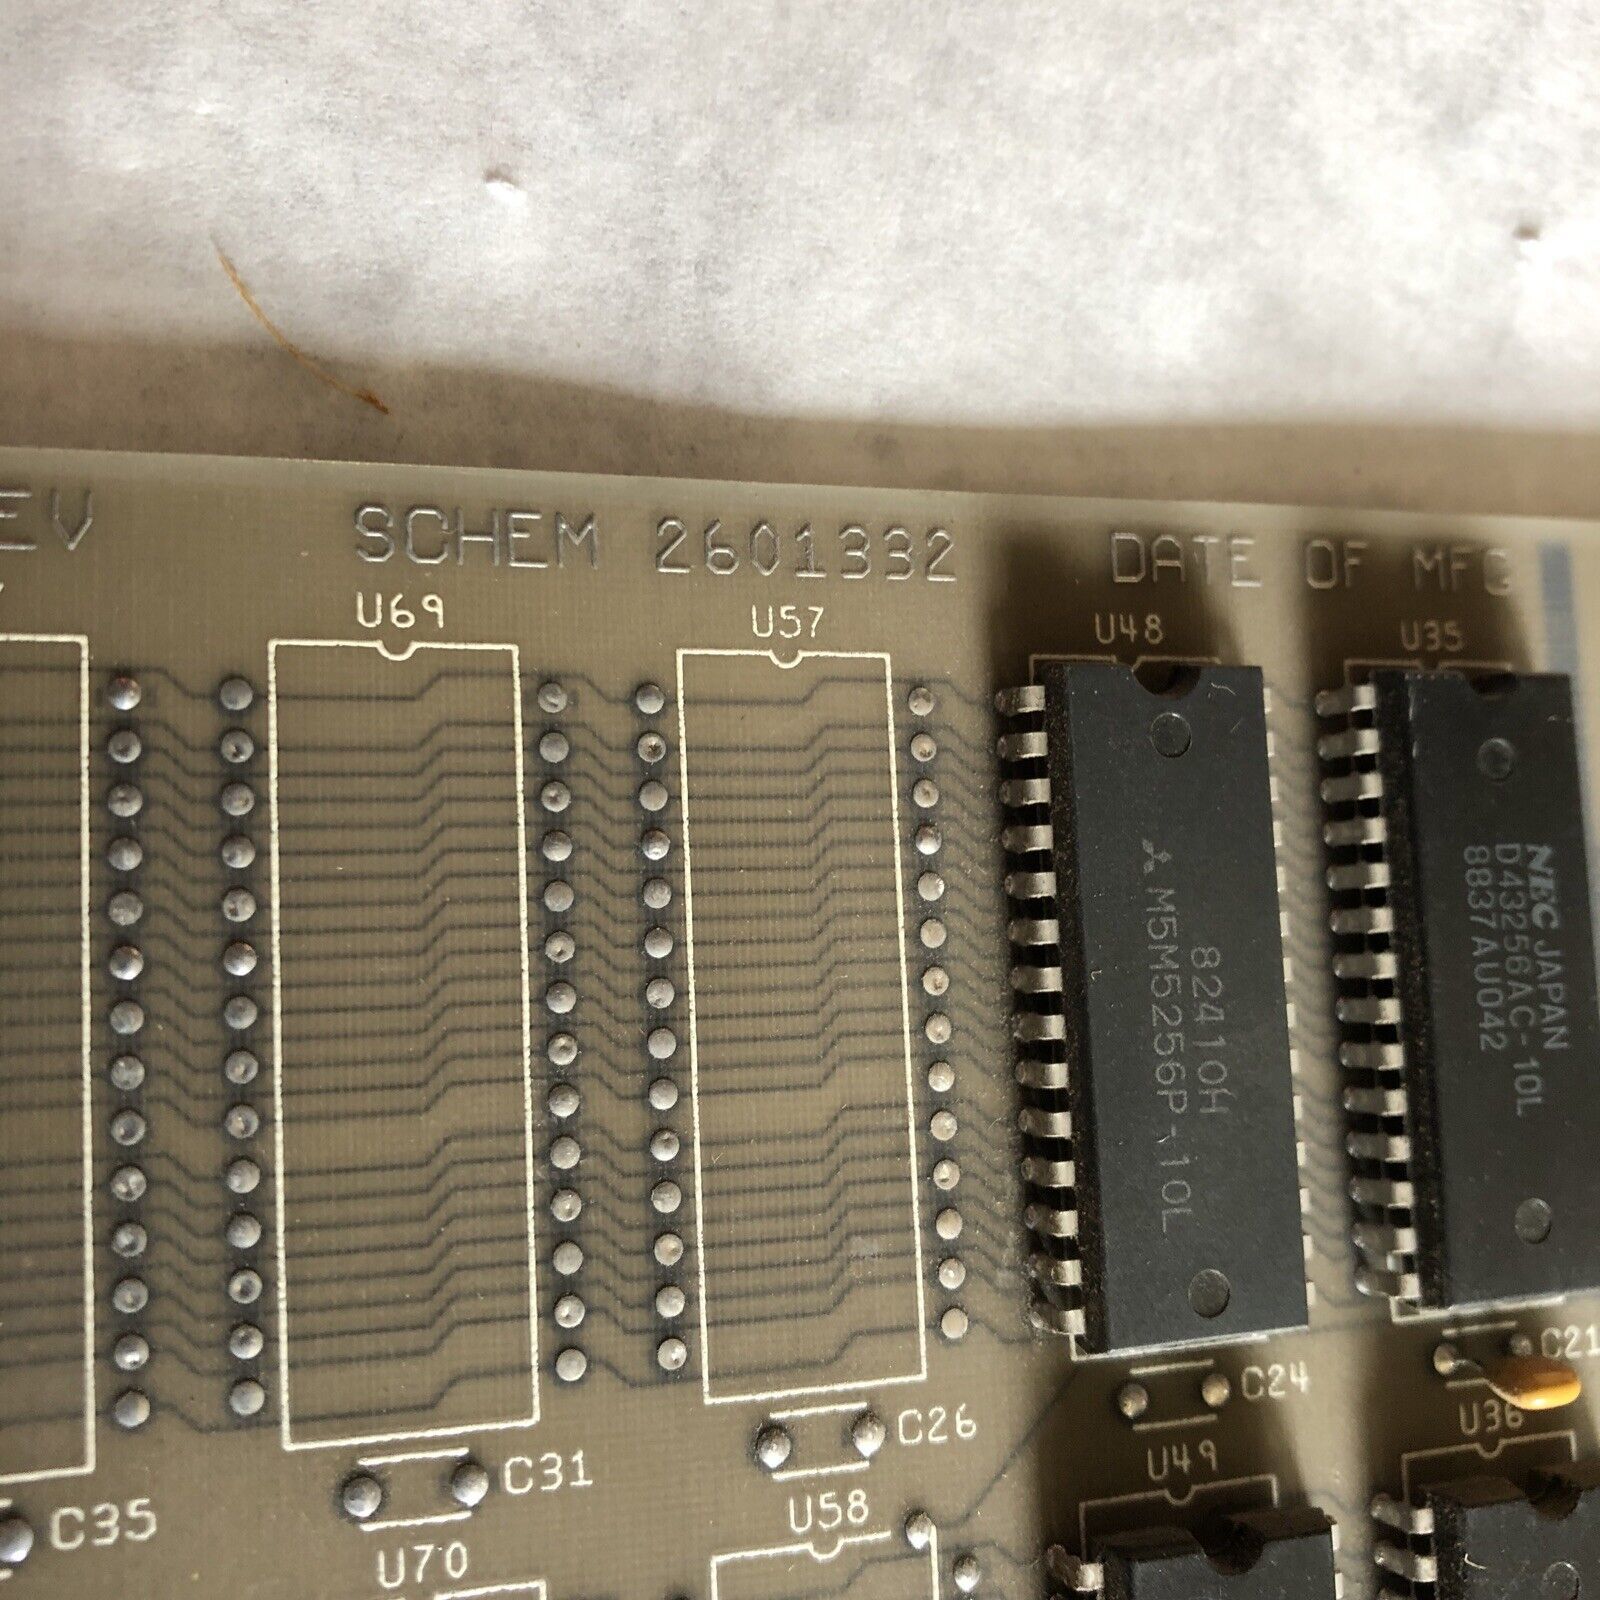 EV
SCHEM 2601332
DATE OF MFG
U69
U57
U48
U35
82410H
M5M5256P-10L
NEC JAPAN
D43256AC-10L
8837AU042
C24
C21
C26
C31
C35
U36
U49
U58
U70